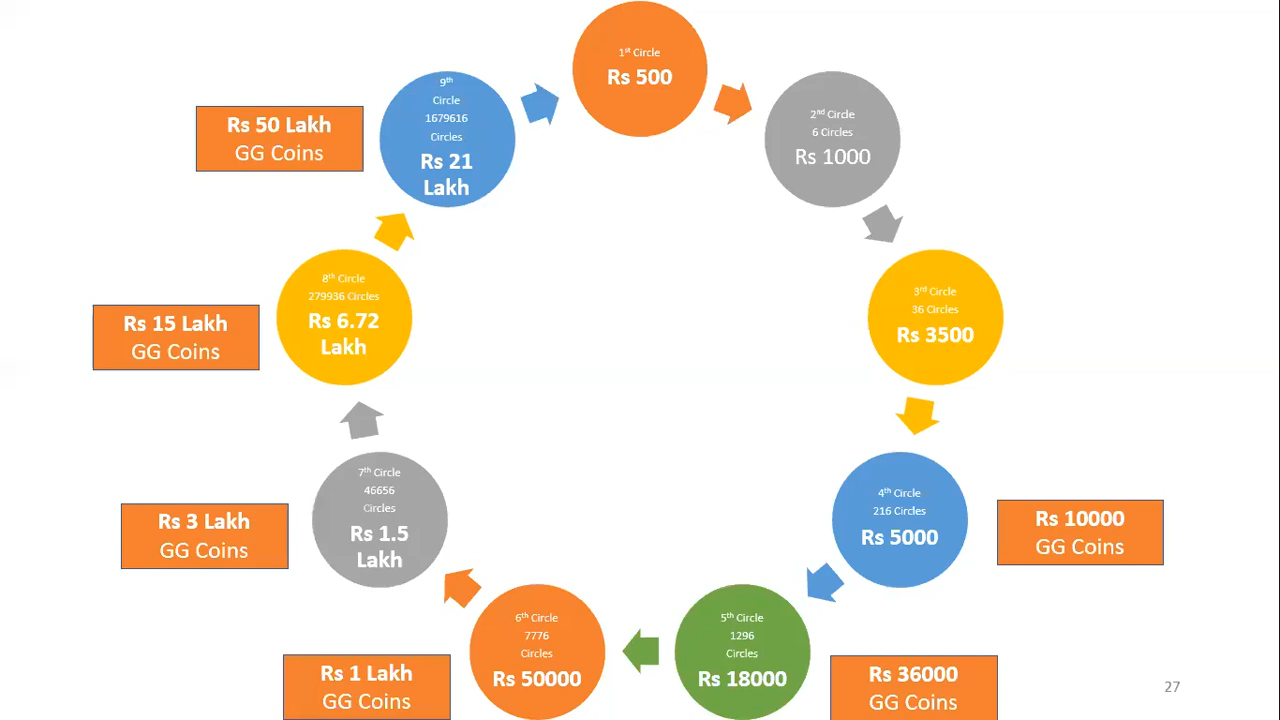 1st Circle
Rs 500
2nd Circle
6 Circles
Rs 1000
3rd Circle
36 Circles
Rs 3500
4th Circle
216 Circles
Rs 5000
Rs 10000
GG Coins
5th Circle
1296
Circles
Rs 18000
Rs 36000
GG Coins
6th Circle
7776
Circles
Rs 50000
Rs 1 Lakh
GG Coins
7th Circle
46656
Circles
Rs 1.5
Lakh
Rs 3 Lakh
GG Coins
8th Circle
279936 Circles
Rs 6.72
Lakh
Rs 15 Lakh
GG Coins
9th
Circle
1679616
Circles
Rs 21
Lakh
Rs 50 Lakh
GG Coins
27